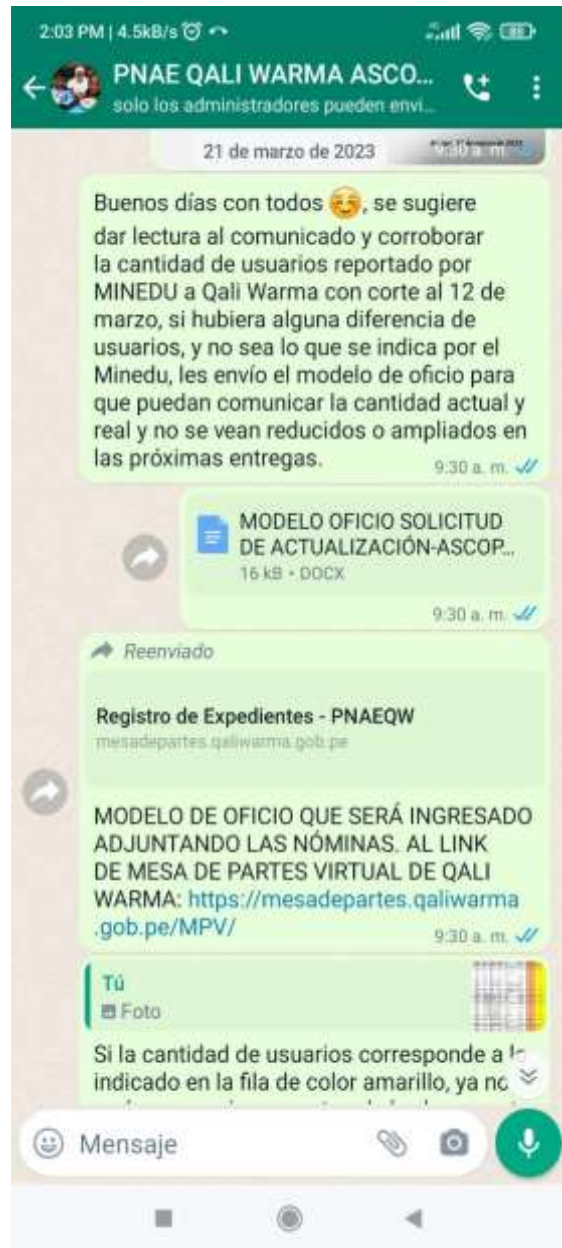 2:03 PM | 4.5kB/s
PNAE QALI WARMA ASCO...
solo los administradores pueden envi...
21 de marzo de 2023
9:30 a. m.
Buenos días con todos 😊, se sugiere
dar lectura al comunicado y corroborar
la cantidad de usuarios reportado por
MINEDU a Qali Warma con corte al 12 de
marzo, si hubiera alguna diferencia de
usuarios, y no sea lo que se indica por el
Minedu, les envío el modelo de oficio para
que puedan comunicar la cantidad actual y
real y no se vean reducidos o ampliados en
las próximas entregas.
9:30 a. m.
MODELO OFICIO SOLICITUD
DE ACTUALIZACIÓN-ASCOP...
16 kB • DOCX
9:30 a. m.
Reenviado
Registro de Expedientes - PNAEQW
mesadepartes.qaliwarma.gob.pe
MODELO DE OFICIO QUE SERÁ INGRESADO
ADJUNTANDO LAS NÓMINAS. AL LINK
DE MESA DE PARTES VIRTUAL DE QALI
WARMA: https://mesadepartes.qaliwarma
.gob.pe/MPV/
9:30 a. m.
Tú
Foto
Si la cantidad de usuarios corresponde a
indicado en la fila de color amarillo, ya no
Mensaje